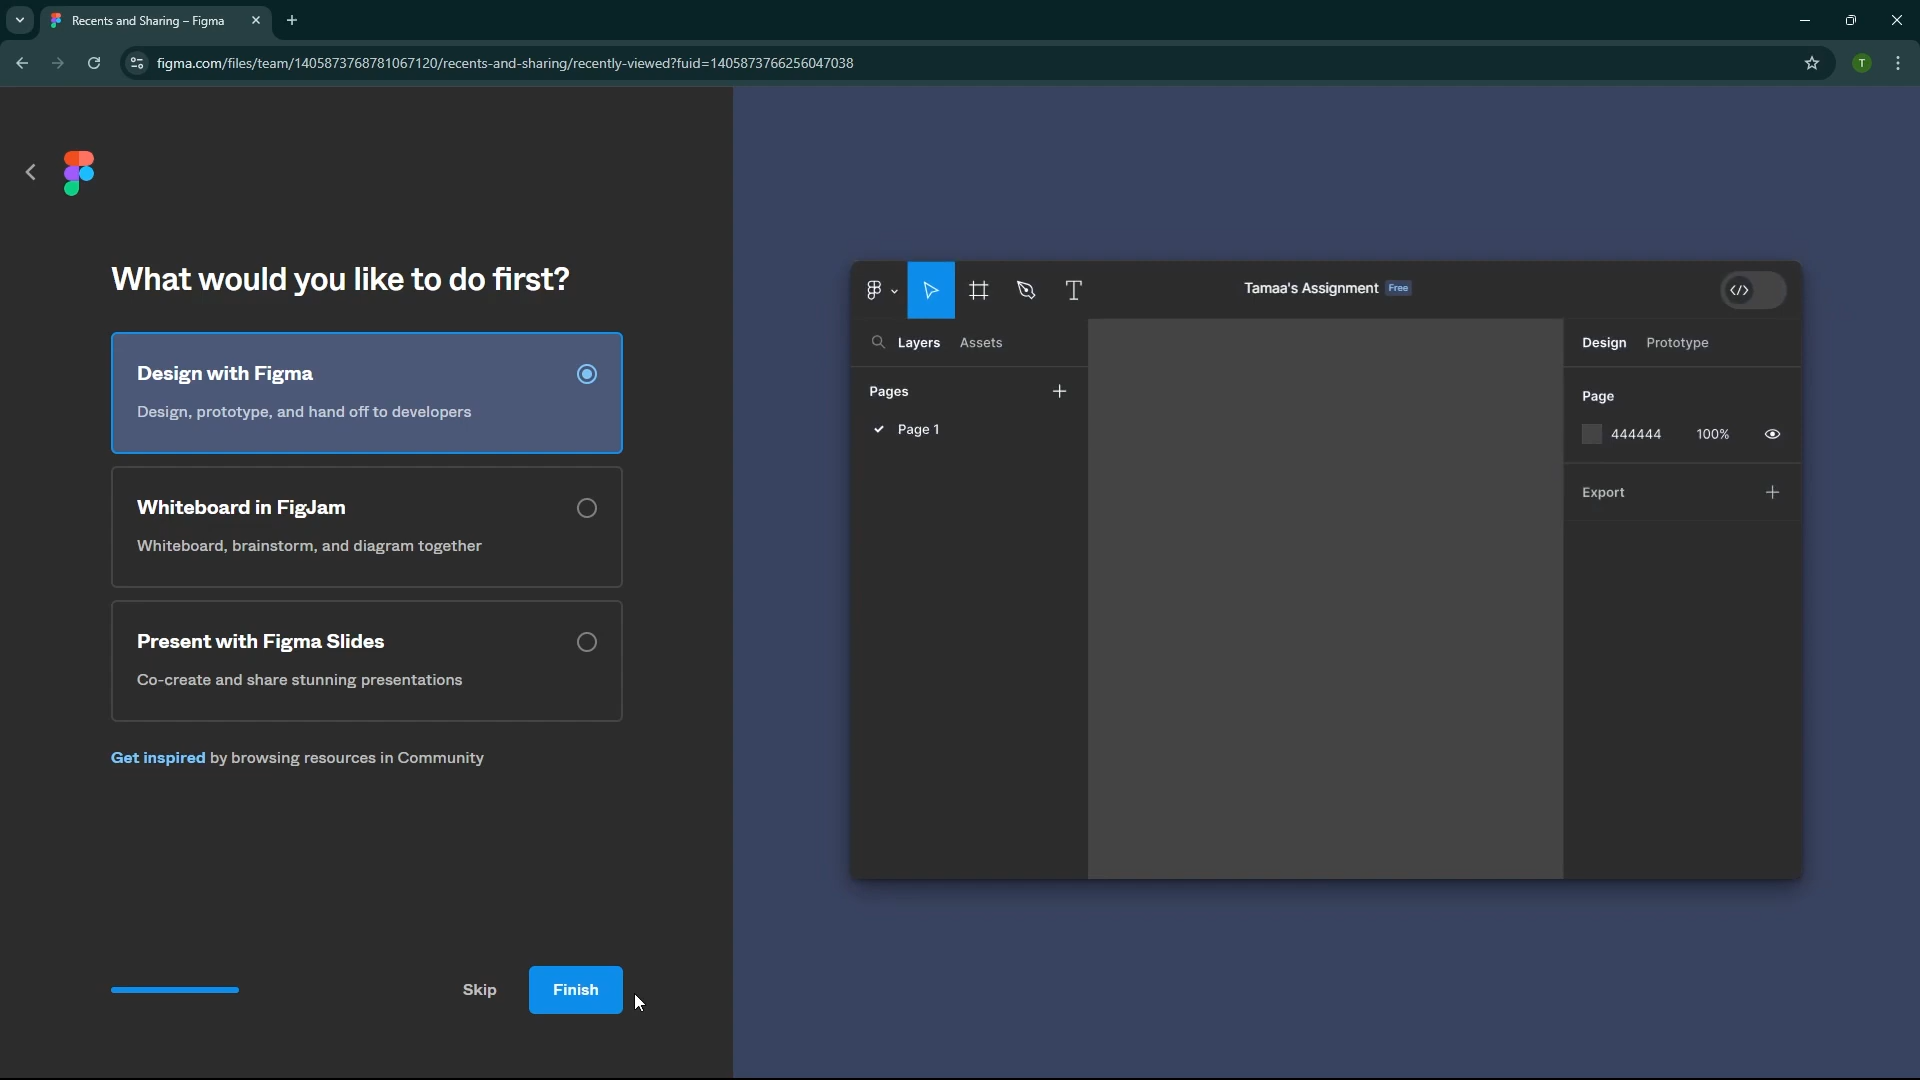 Recents and Sharing – Figma
figma.com/files/team/1405873768781067120/recents-and-sharing/recently-viewed?fuid=1405873766256047038
T
What would you like to do first?
Design with Figma
Design, prototype, and hand off to developers
Whiteboard in FigJam
Whiteboard, brainstorm, and diagram together
Present with Figma Slides
Co-create and share stunning presentations
Get inspired by browsing resources in Community
Skip
Finish
Tamaa's Assignment Free
Layers Assets
Pages
Page 1
Design Prototype
Page
444444 100%
Export